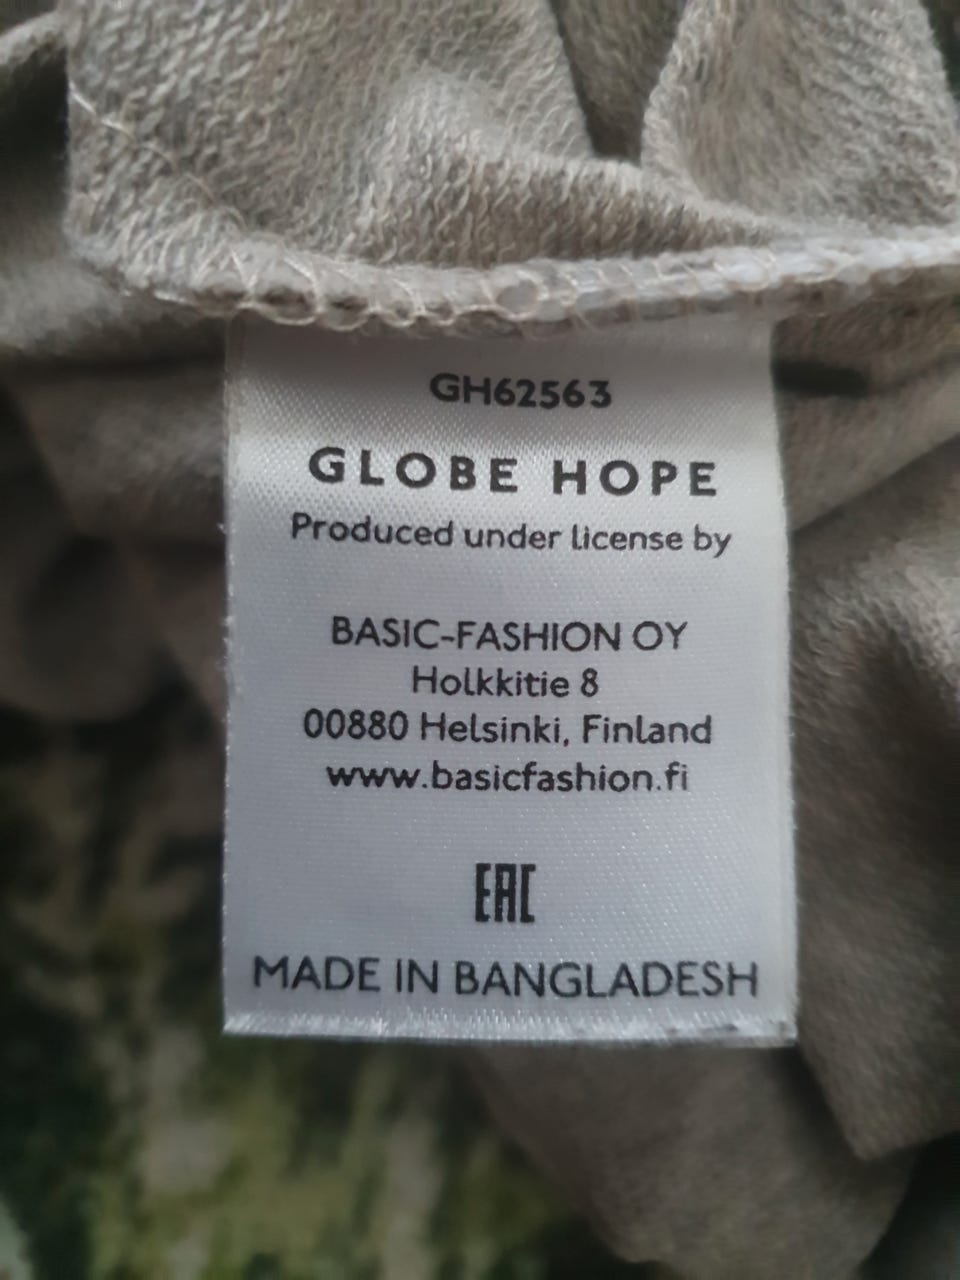 GH62563
GLOBE HOPE
Produced under license by
BASIC-FASHION OY
Holkkitie 8
00880 Helsinki, Finland
www.basicfashion.fi
EAC
MADE IN BANGLADESH